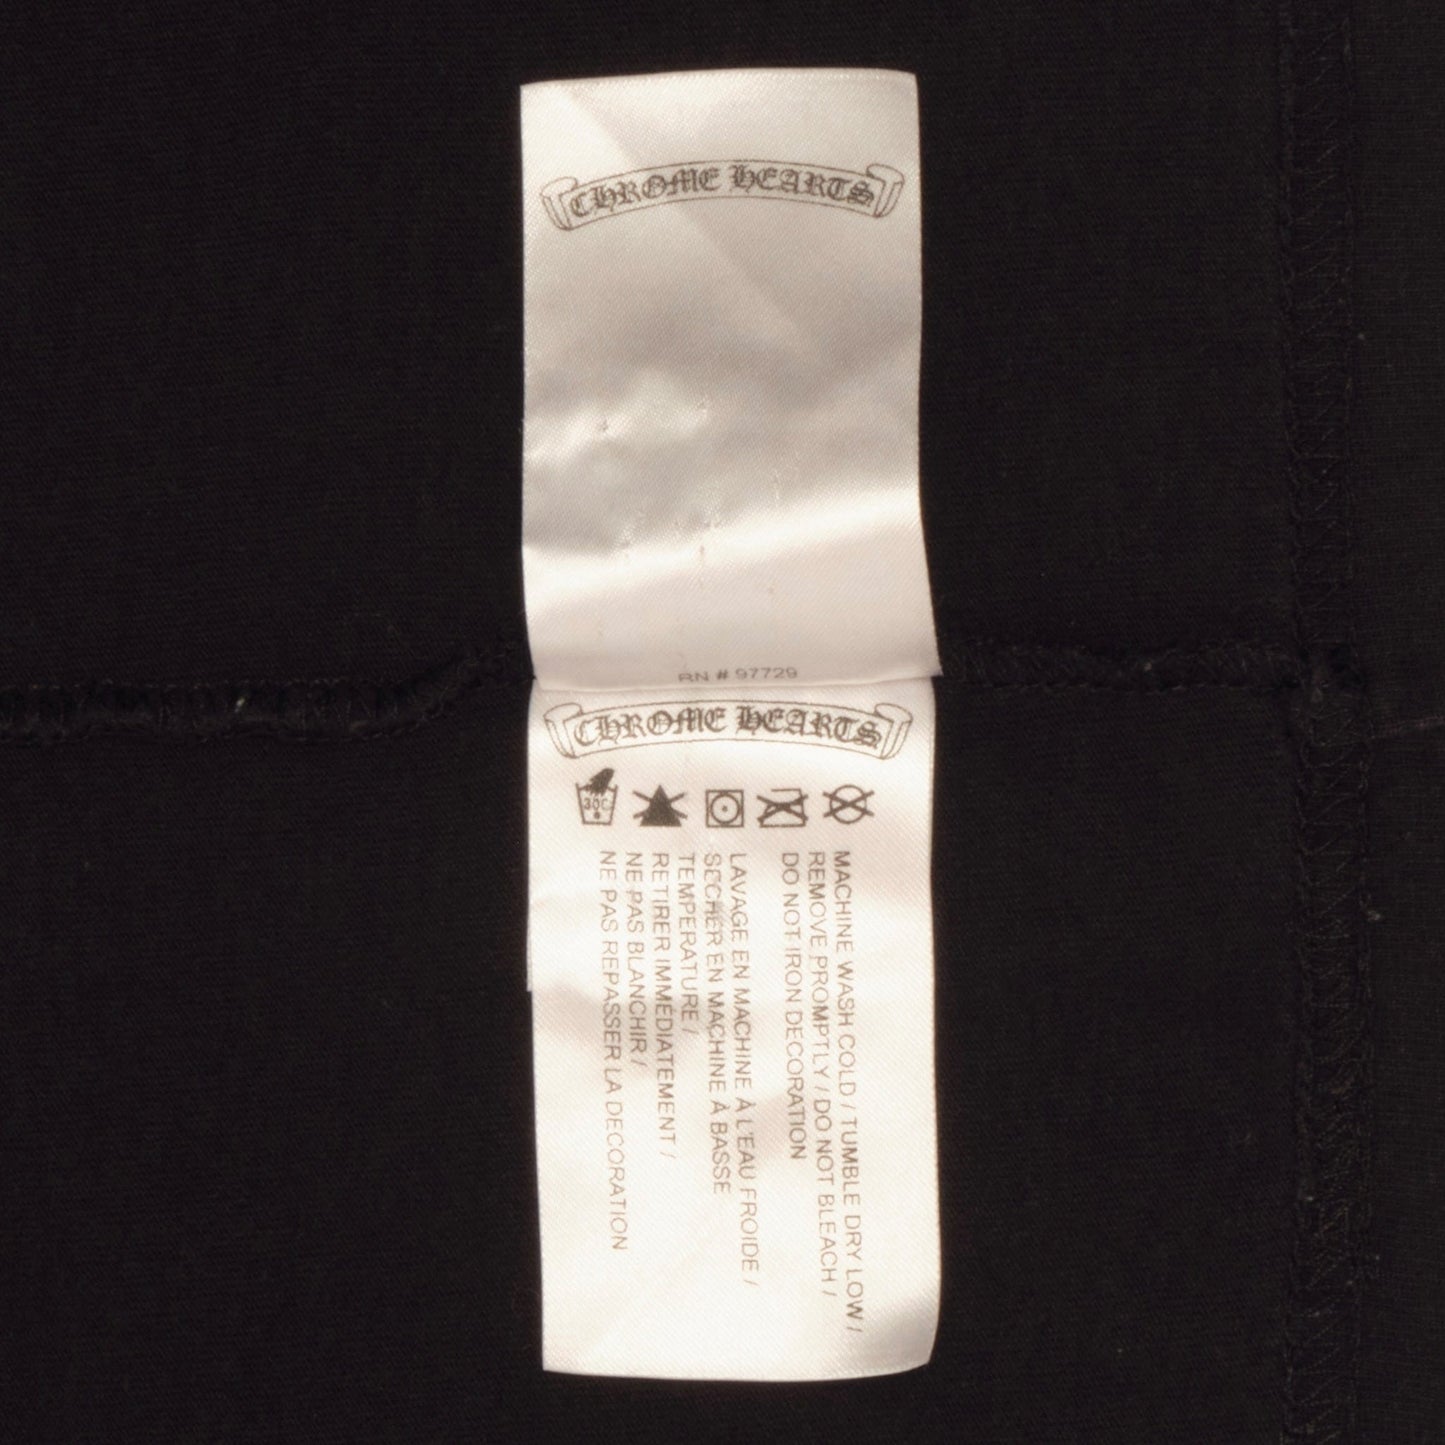 CHROME HEARTS
RN # 97729
CHROME HEARTS
30C
MACHINE WASH COLD / TUMBLE DRY LOW /
REMOVE PROMPTLY / DO NOT BLEACH /
DO NOT IRON DECORATION
LAVAGE EN MACHINE À L'EAU FROIDE /
SÉCHER EN MACHINE À BASSE
TEMPERATURE /
RETIRER IMMÉDIATEMENT /
NE PAS BLANCHIR /
NE PAS REPASSER LA DECORATION